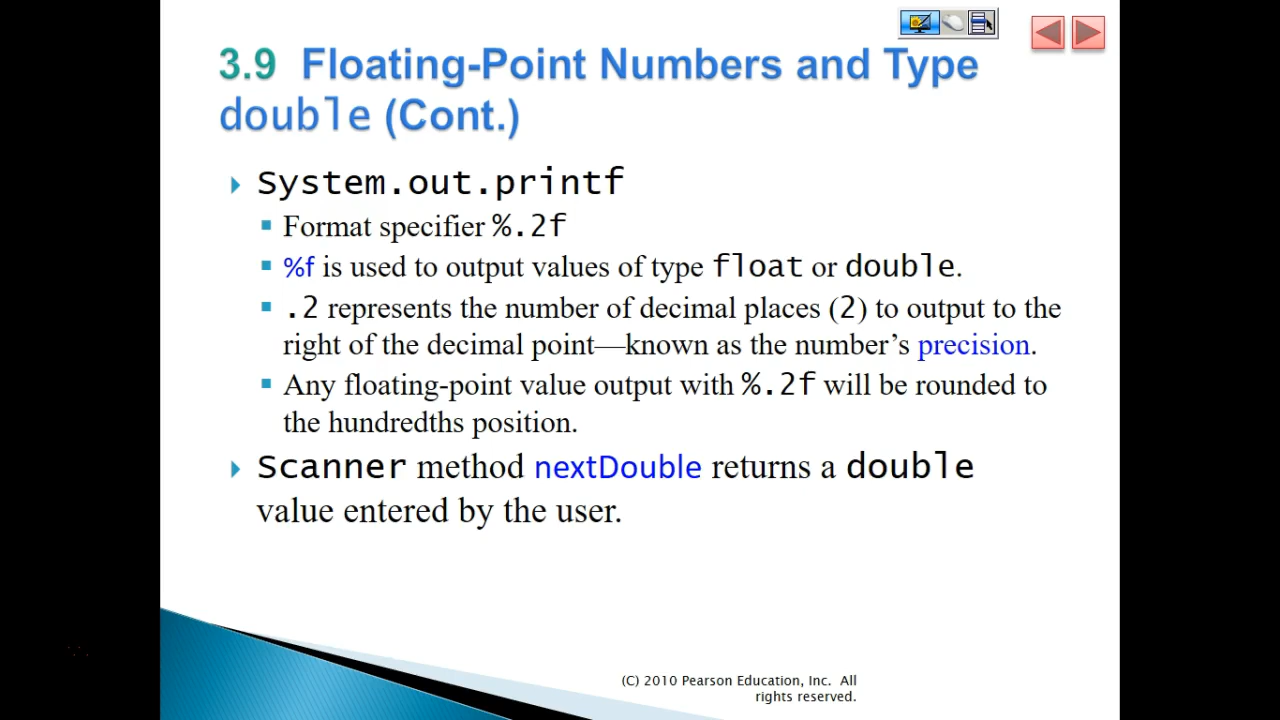 3.9 Floating-Point Numbers and Type
double (Cont.)
System.out.printf
Format specifier %.2f
%f is used to output values of type float or double.
.2 represents the number of decimal places (2) to output to the
right of the decimal point—known as the number’s precision.
Any floating-point value output with %.2f will be rounded to
the hundredths position.
Scanner method nextDouble returns a double
value entered by the user.
(C) 2010 Pearson Education, Inc. All
rights reserved.